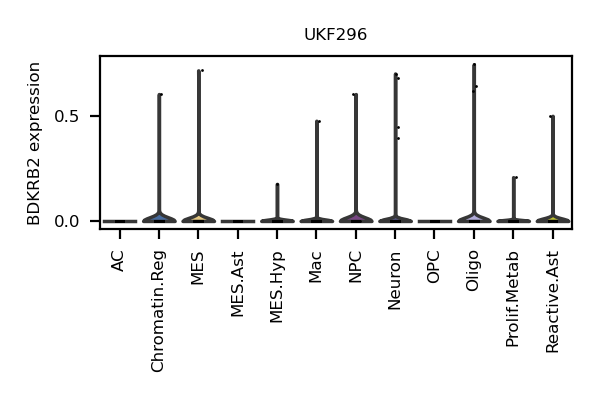 UKF296
BDKRB2 expression
0.5
0.0
AC
Chromatin.Reg
MES
MES.Ast
MES.Hyp
Mac
NPC
Neuron
OPC
Oligo
Prolif.Metab
Reactive.Ast